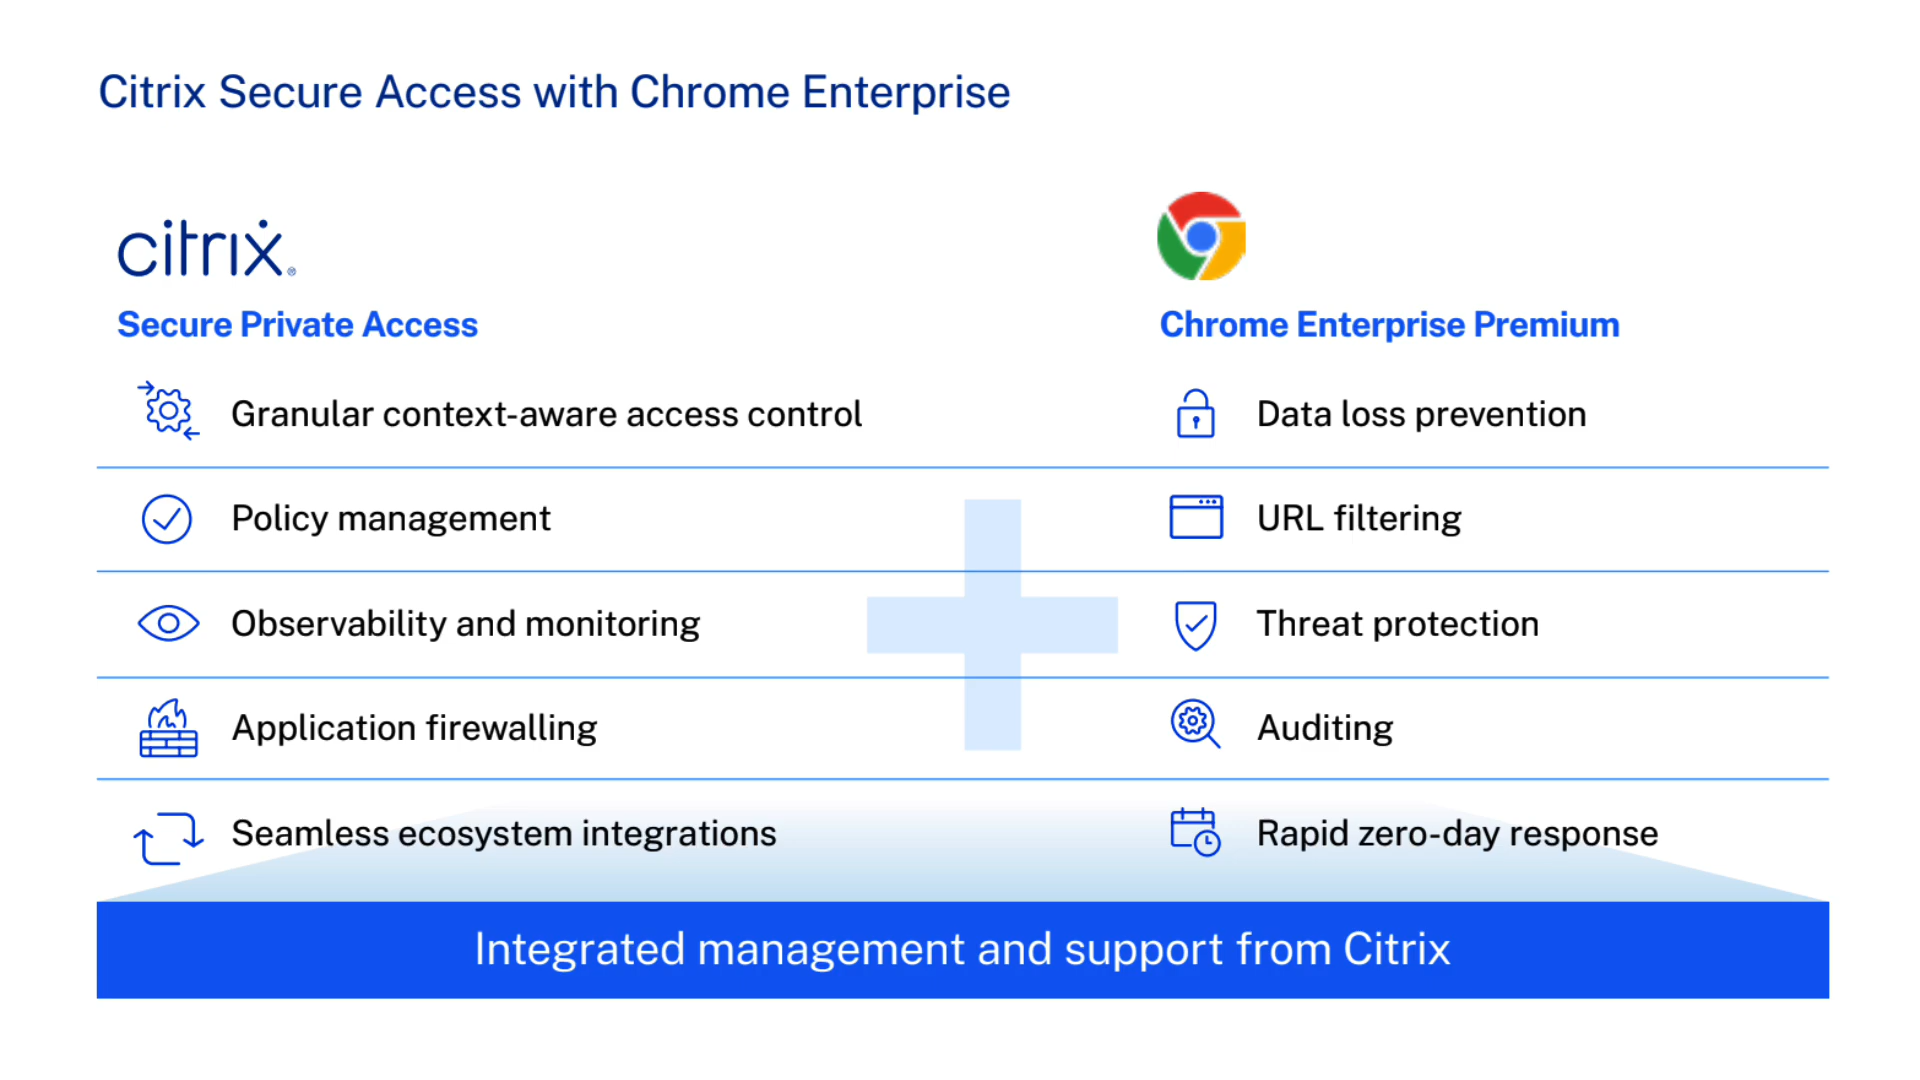 Citrix Secure Access with Chrome Enterprise
citrix®
Secure Private Access
Granular context-aware access control
Policy management
Observability and monitoring
Application firewalling
Seamless ecosystem integrations
Chrome Enterprise Premium
Data loss prevention
URL filtering
Threat protection
Auditing
Rapid zero-day response
Integrated management and support from Citrix